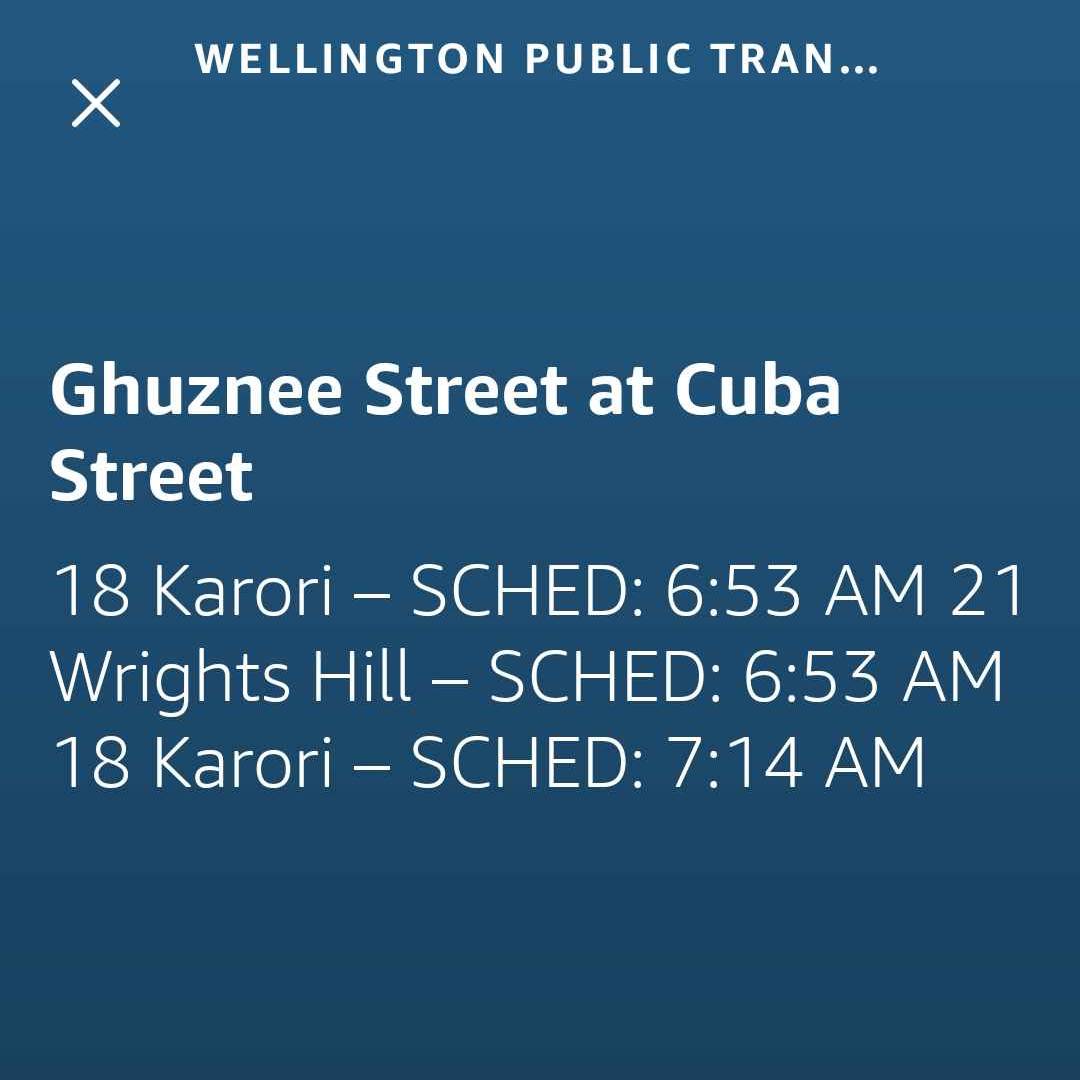 WELLINGTON PUBLIC TRAN...
Ghuznee Street at Cuba
Street
18 Karori – SCHED: 6:53 AM 21
Wrights Hill – SCHED: 6:53 AM
18 Karori – SCHED: 7:14 AM